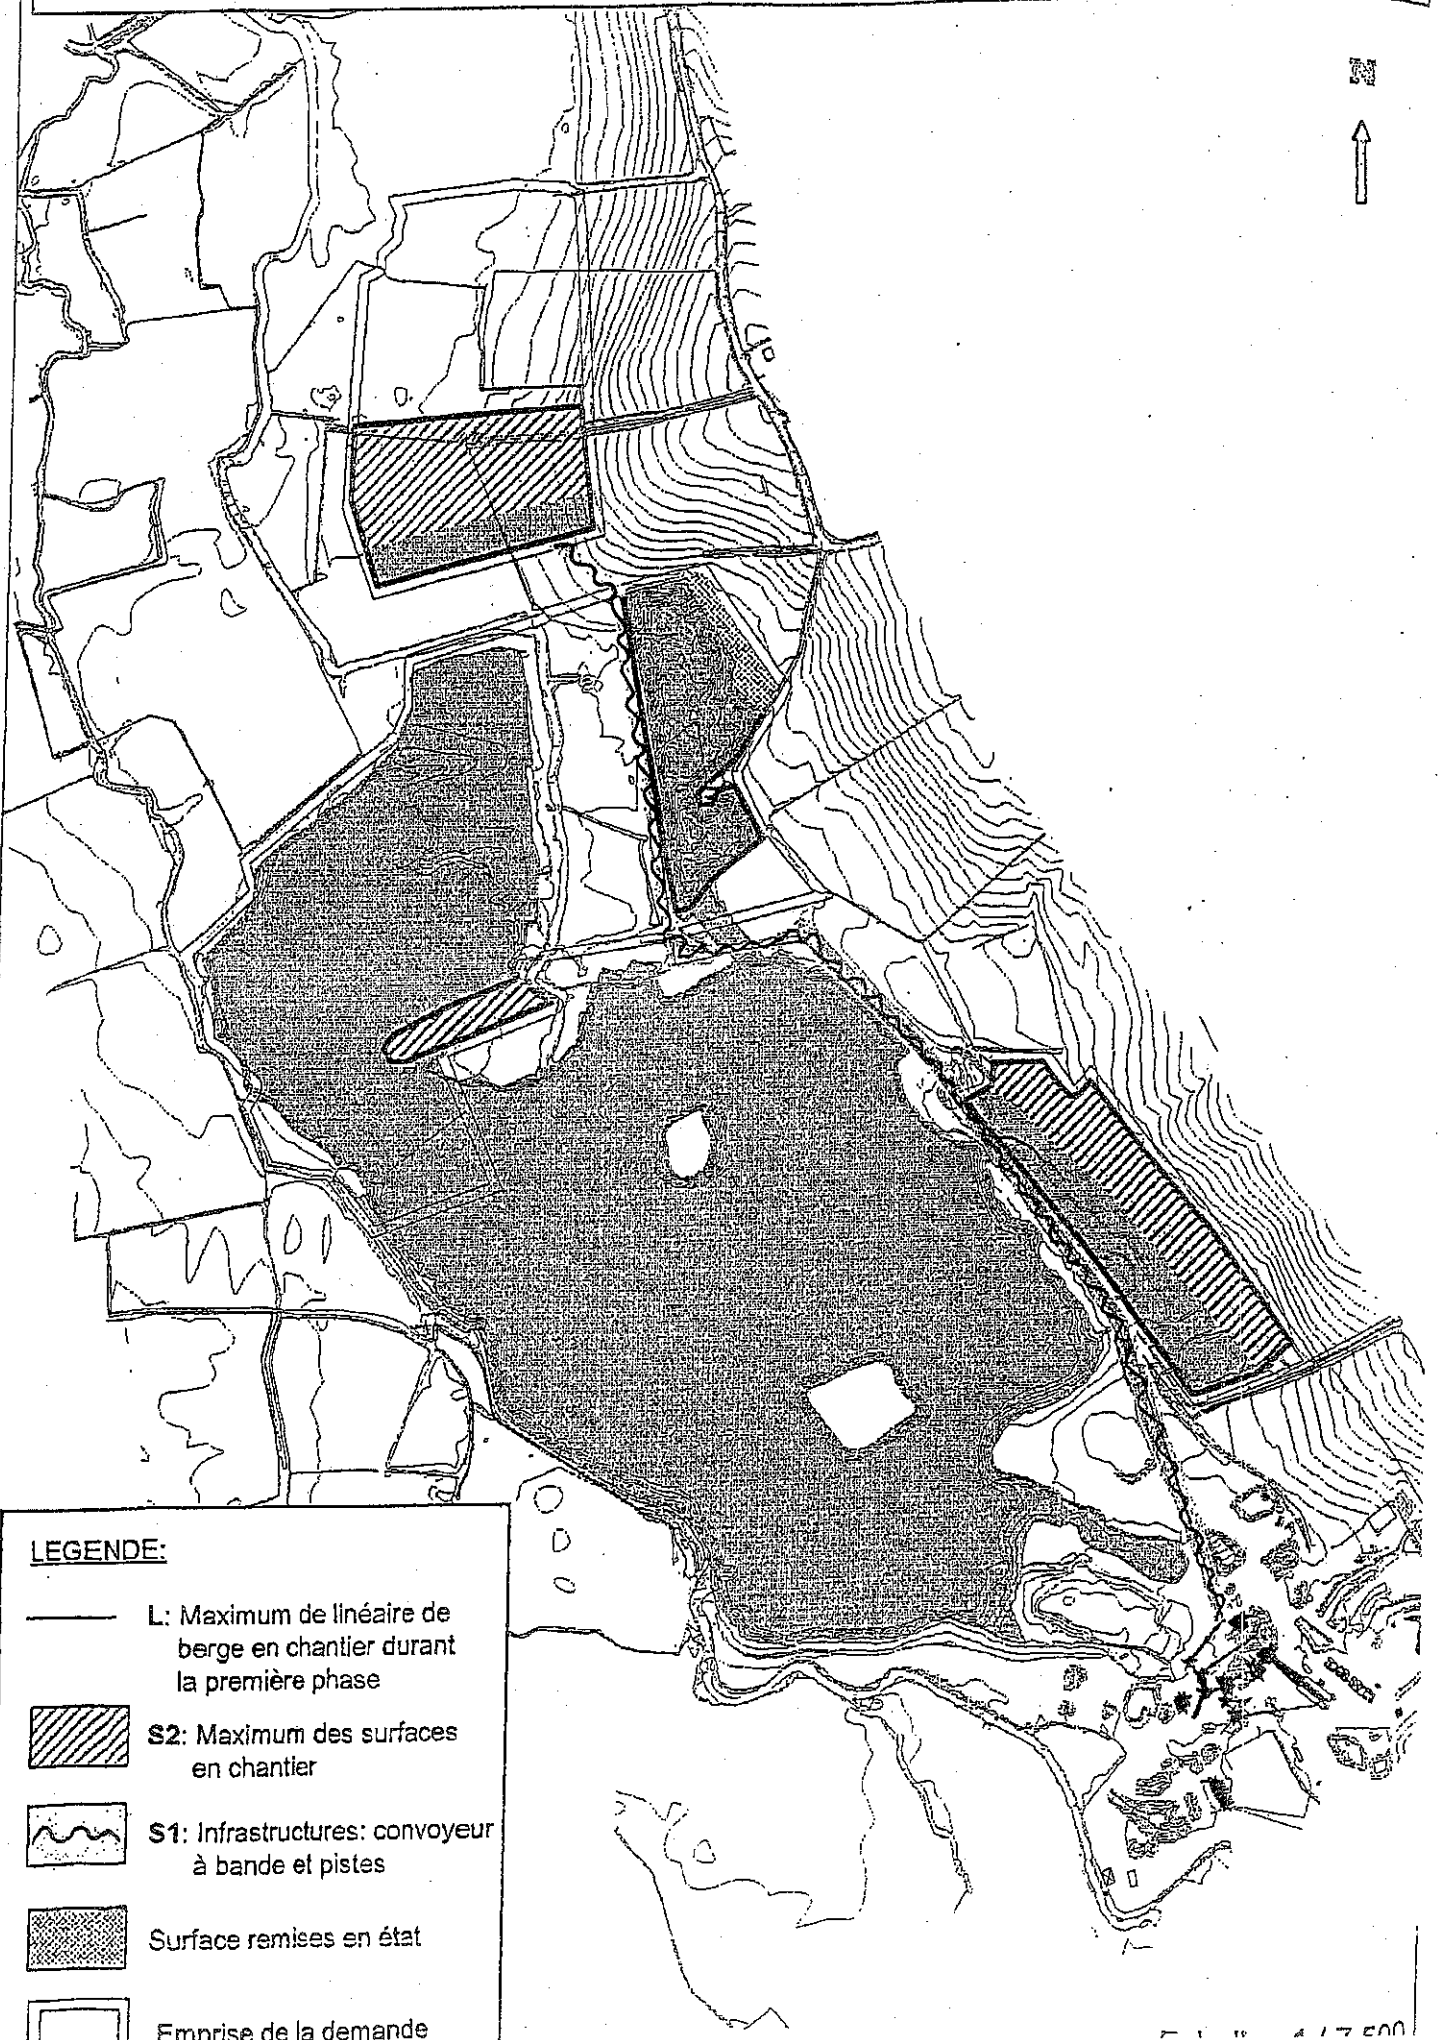 N
LEGENDE:
L: Maximum de linéaire de
berge en chantier durant
la première phase
S2: Maximum des surfaces
en chantier
S1: Infrastructures: convoyeur
à bande et pistes
Surface remises en état
Emprise de la demande